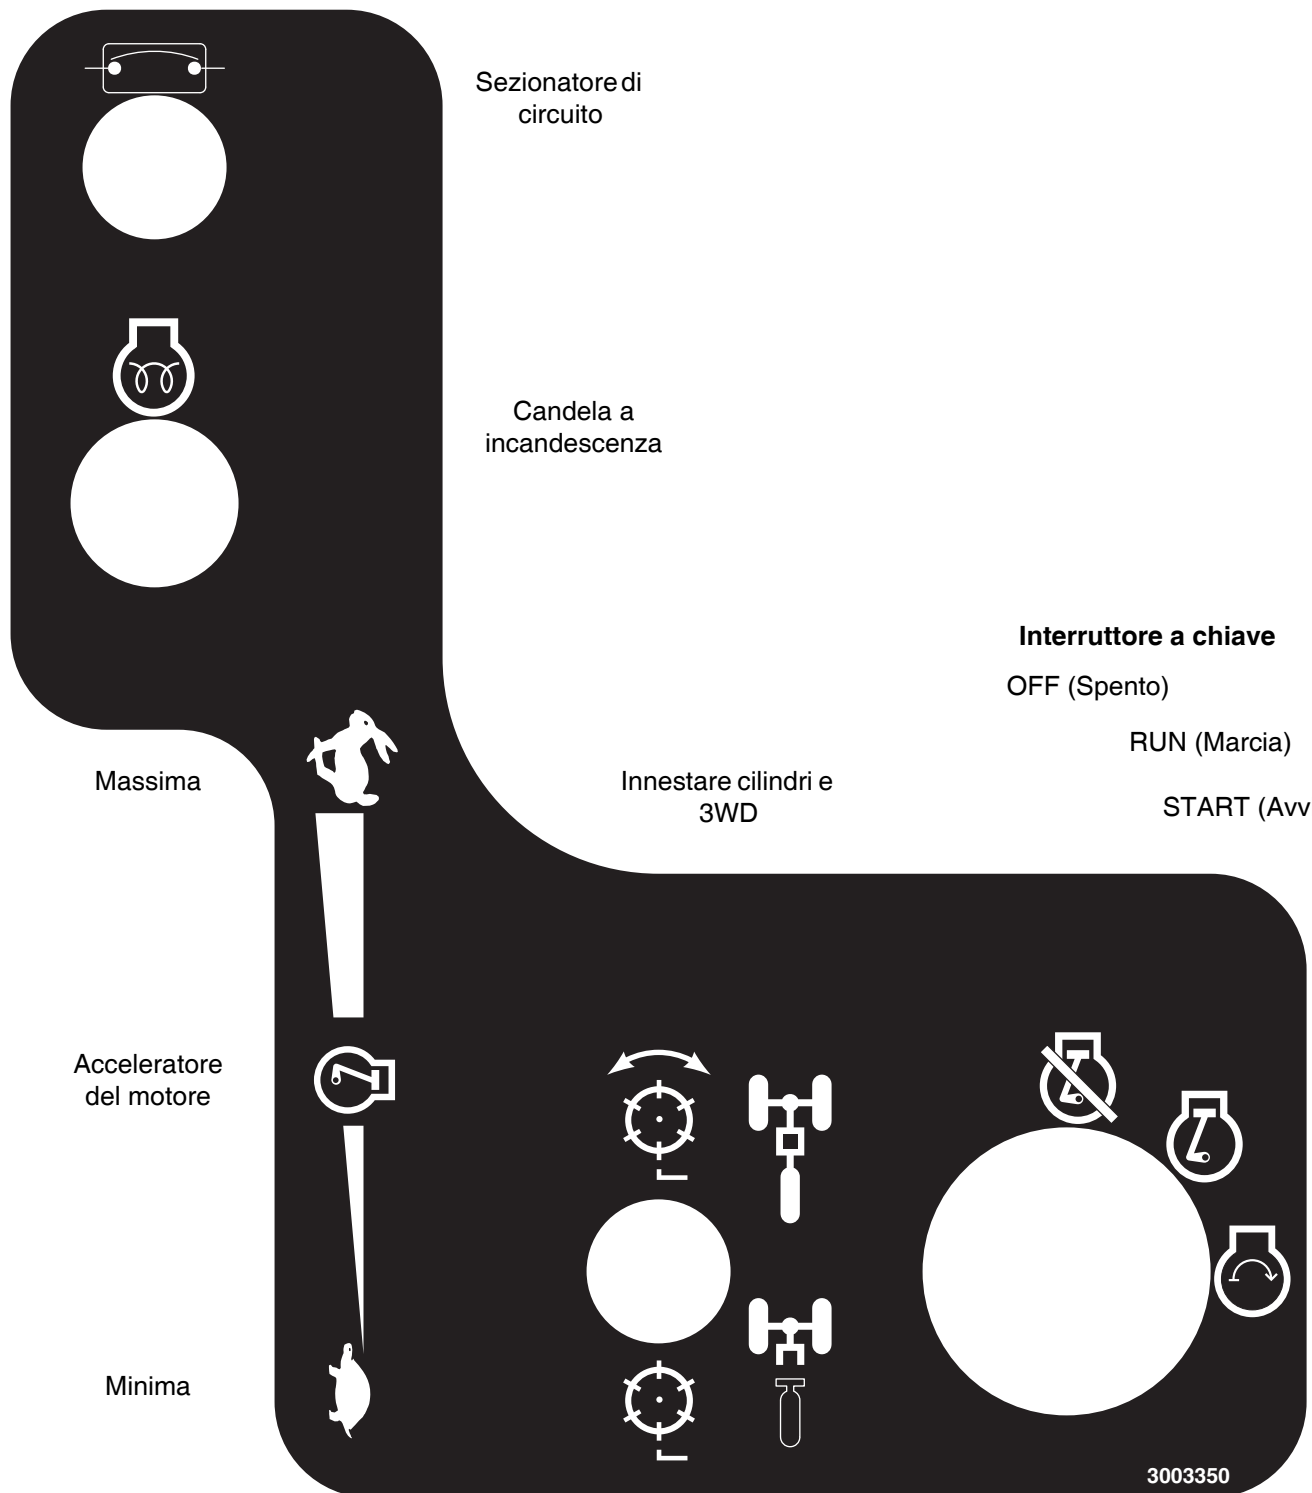 Sezionatore di
circuito
Candela a
incandescenza
Interruttore a chiave
OFF (Spento)
RUN (Marcia)
START (Avv
Massima
Innestare cilindri e
3WD
Acceleratore
del motore
Minima
3003350